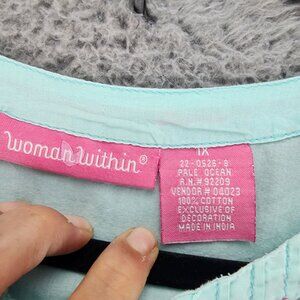 woman within®
1X
22-0526-8
PALE OCEAN
R.N.# 92209
VENDOR # 04023
100% COTTON
EXCLUSIVE OF
DECORATION
MADE IN INDIA